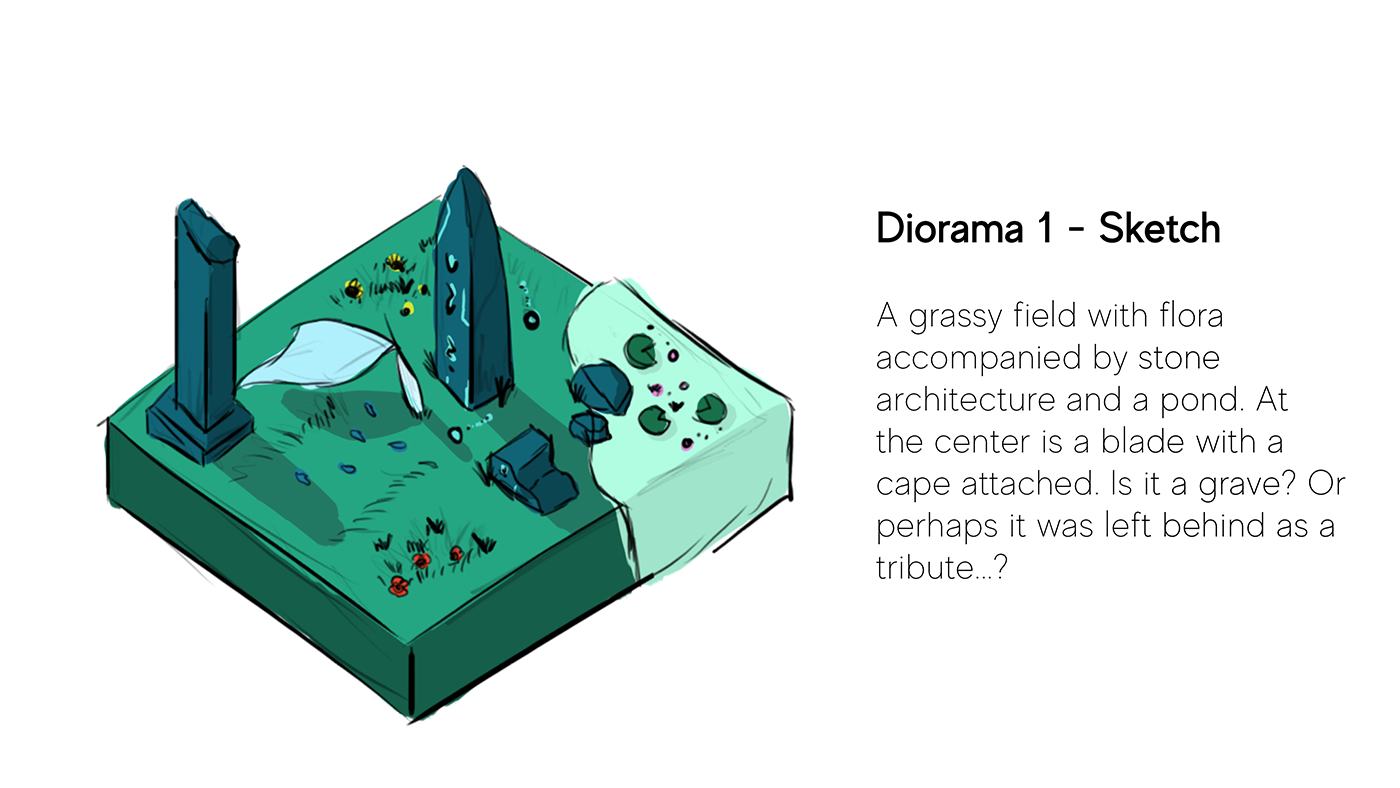 Diorama 1 - Sketch
A grassy field with flora
accompanied by stone
architecture and a pond. At
the center is a blade with a
cape attached. Is it a grave? Or
perhaps it was left behind as a
tribute...?